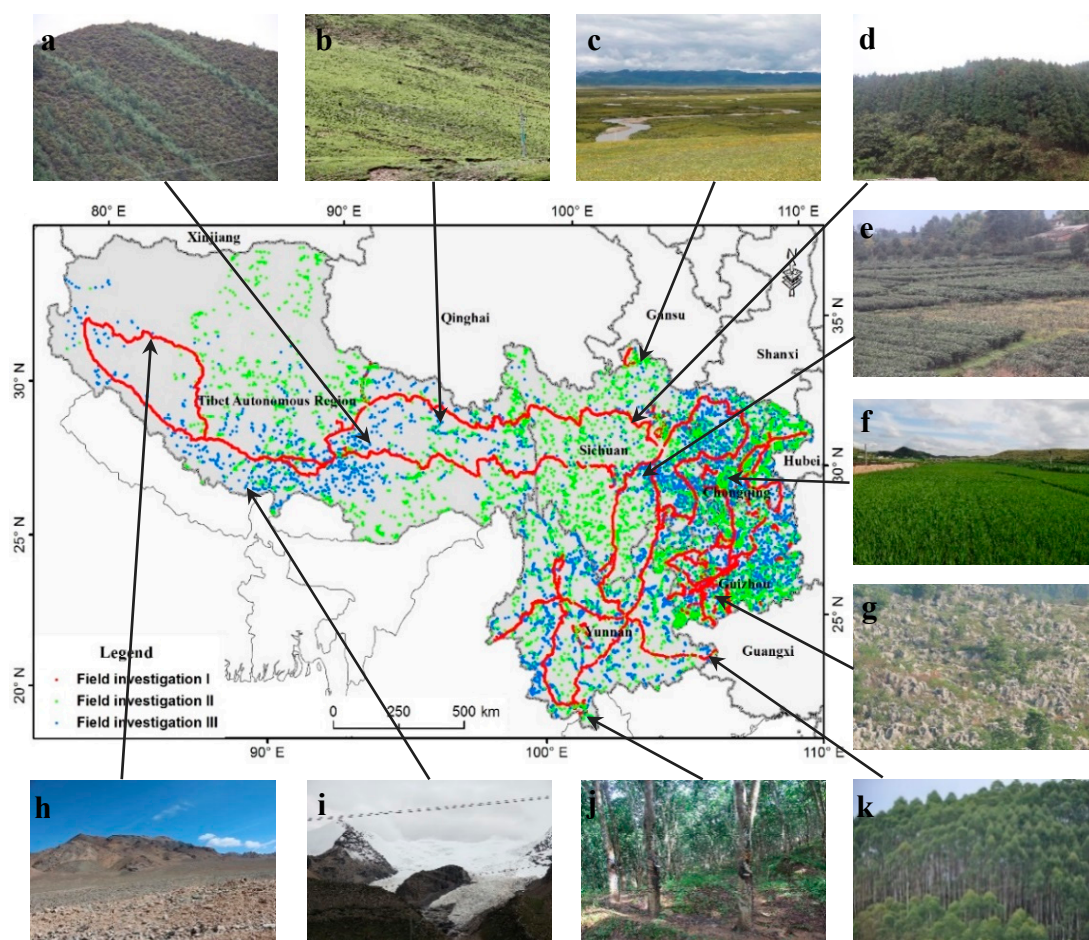 a
b
c
d
80° E
90° E
100° E
110° E
Xinjiang
e
35° N
Qinghai
Gansu
Shanxi
30° N
Tibet Autonomous Region
f
Sichuan
Hubei
30° N
Chongqing
25° N
Guizhou
g
25° N
Yunnan
Guangxi
Legend
Field investigation I
20° N
Field investigation II
Field investigation III
0 250 500 km
90° E
100° E
110° E
h
i
j
k